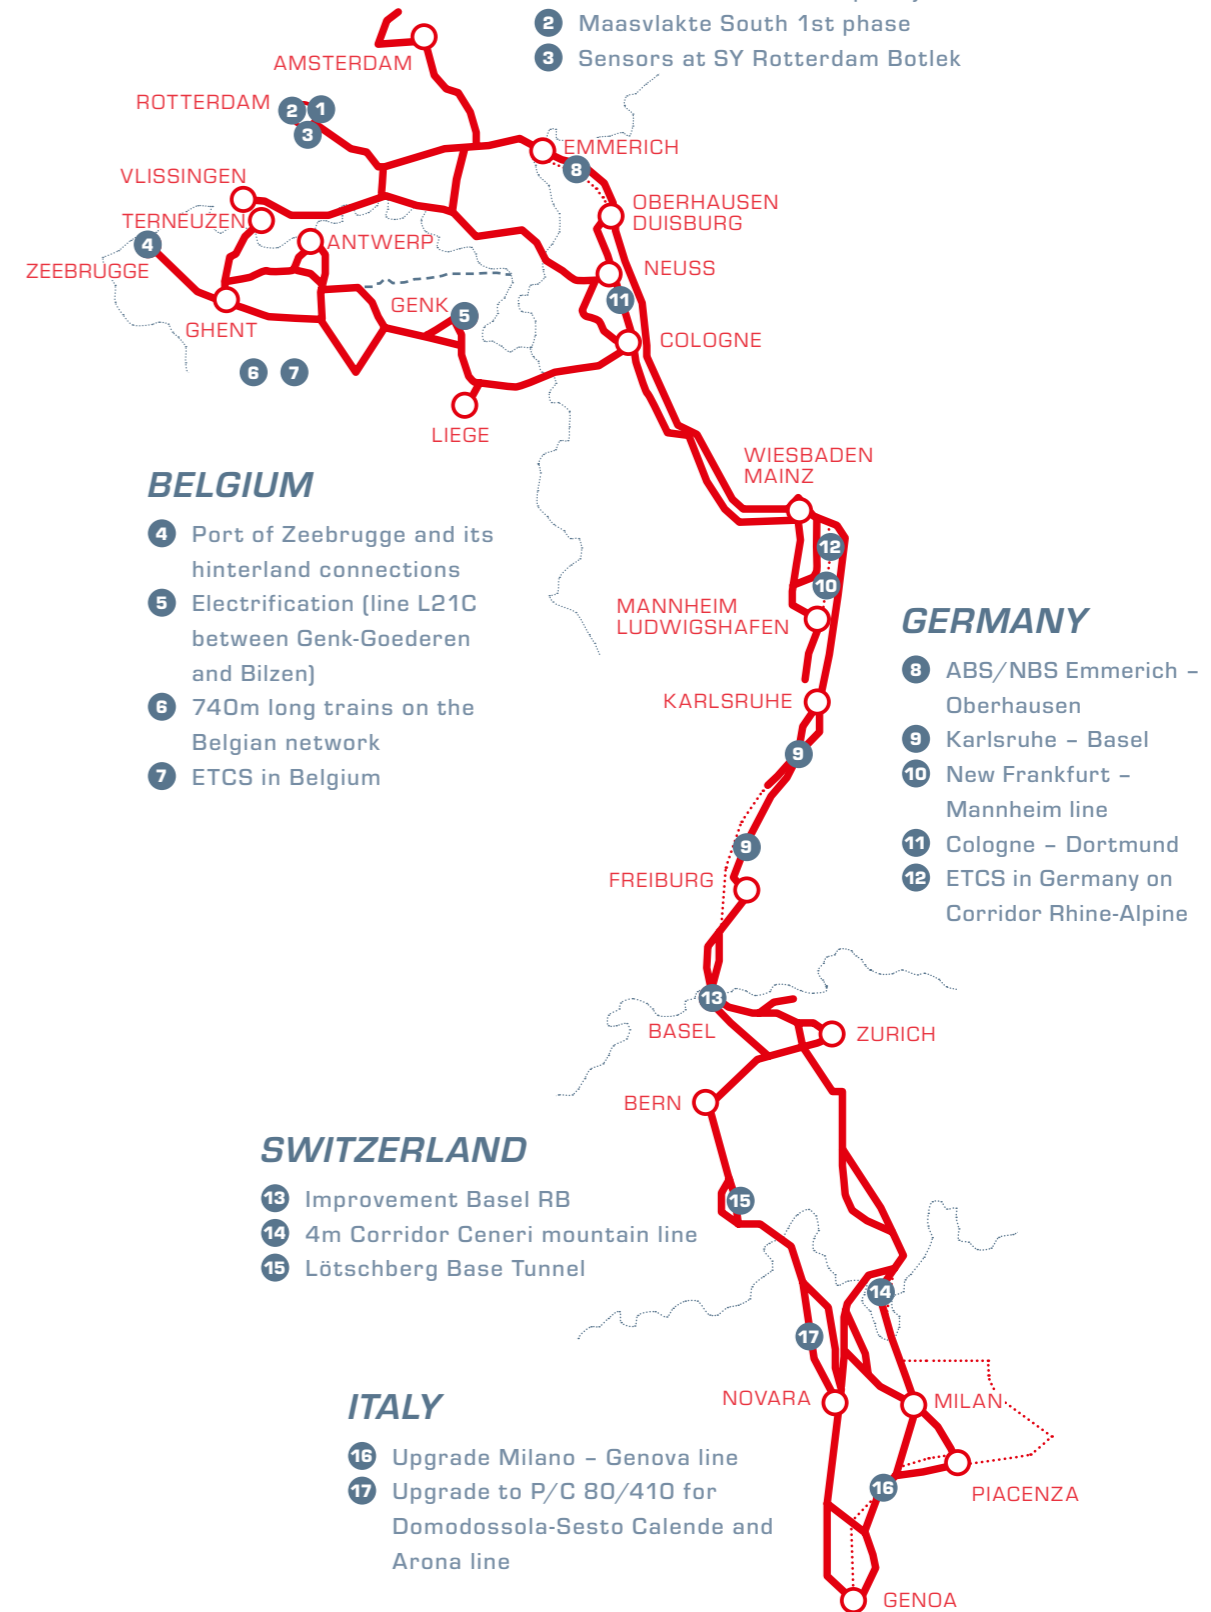 2 Maasvlakte South 1st phase
3 Sensors at SY Rotterdam Botlek
AMSTERDAM
ROTTERDAM
2
1
3
EMMERICH
8
VLISSINGEN
OBERHAUSEN
DUISBURG
TERNEUZEN
ANTWERP
4
ZEEBRUGGE
NEUSS
11
GENK
5
GHENT
COLOGNE
6
7
LIEGE
WIESBADEN
MAINZ
BELGIUM
4 Port of Zeebrugge and its
hinterland connections
5 Electrification (line L21C
between Genk-Goederen
and Bilzen)
6 740m long trains on the
Belgian network
7 ETCS in Belgium
12
10
MANNHEIM
LUDWIGSHAFEN
GERMANY
8 ABS/NBS Emmerich –
Oberhausen
9 Karlsruhe – Basel
10 New Frankfurt –
Mannheim line
11 Cologne – Dortmund
12 ETCS in Germany on
Corridor Rhine-Alpine
KARLSRUHE
9
9
FREIBURG
13
BASEL
ZURICH
BERN
SWITZERLAND
13 Improvement Basel RB
14 4m Corridor Ceneri mountain line
15 Lötschberg Base Tunnel
15
14
17
NOVARA
MILAN
ITALY
16 Upgrade Milano – Genova line
17 Upgrade to P/C 80/410 for
Domodossola-Sesto Calende and
Arona line
16
PIACENZA
GENOA